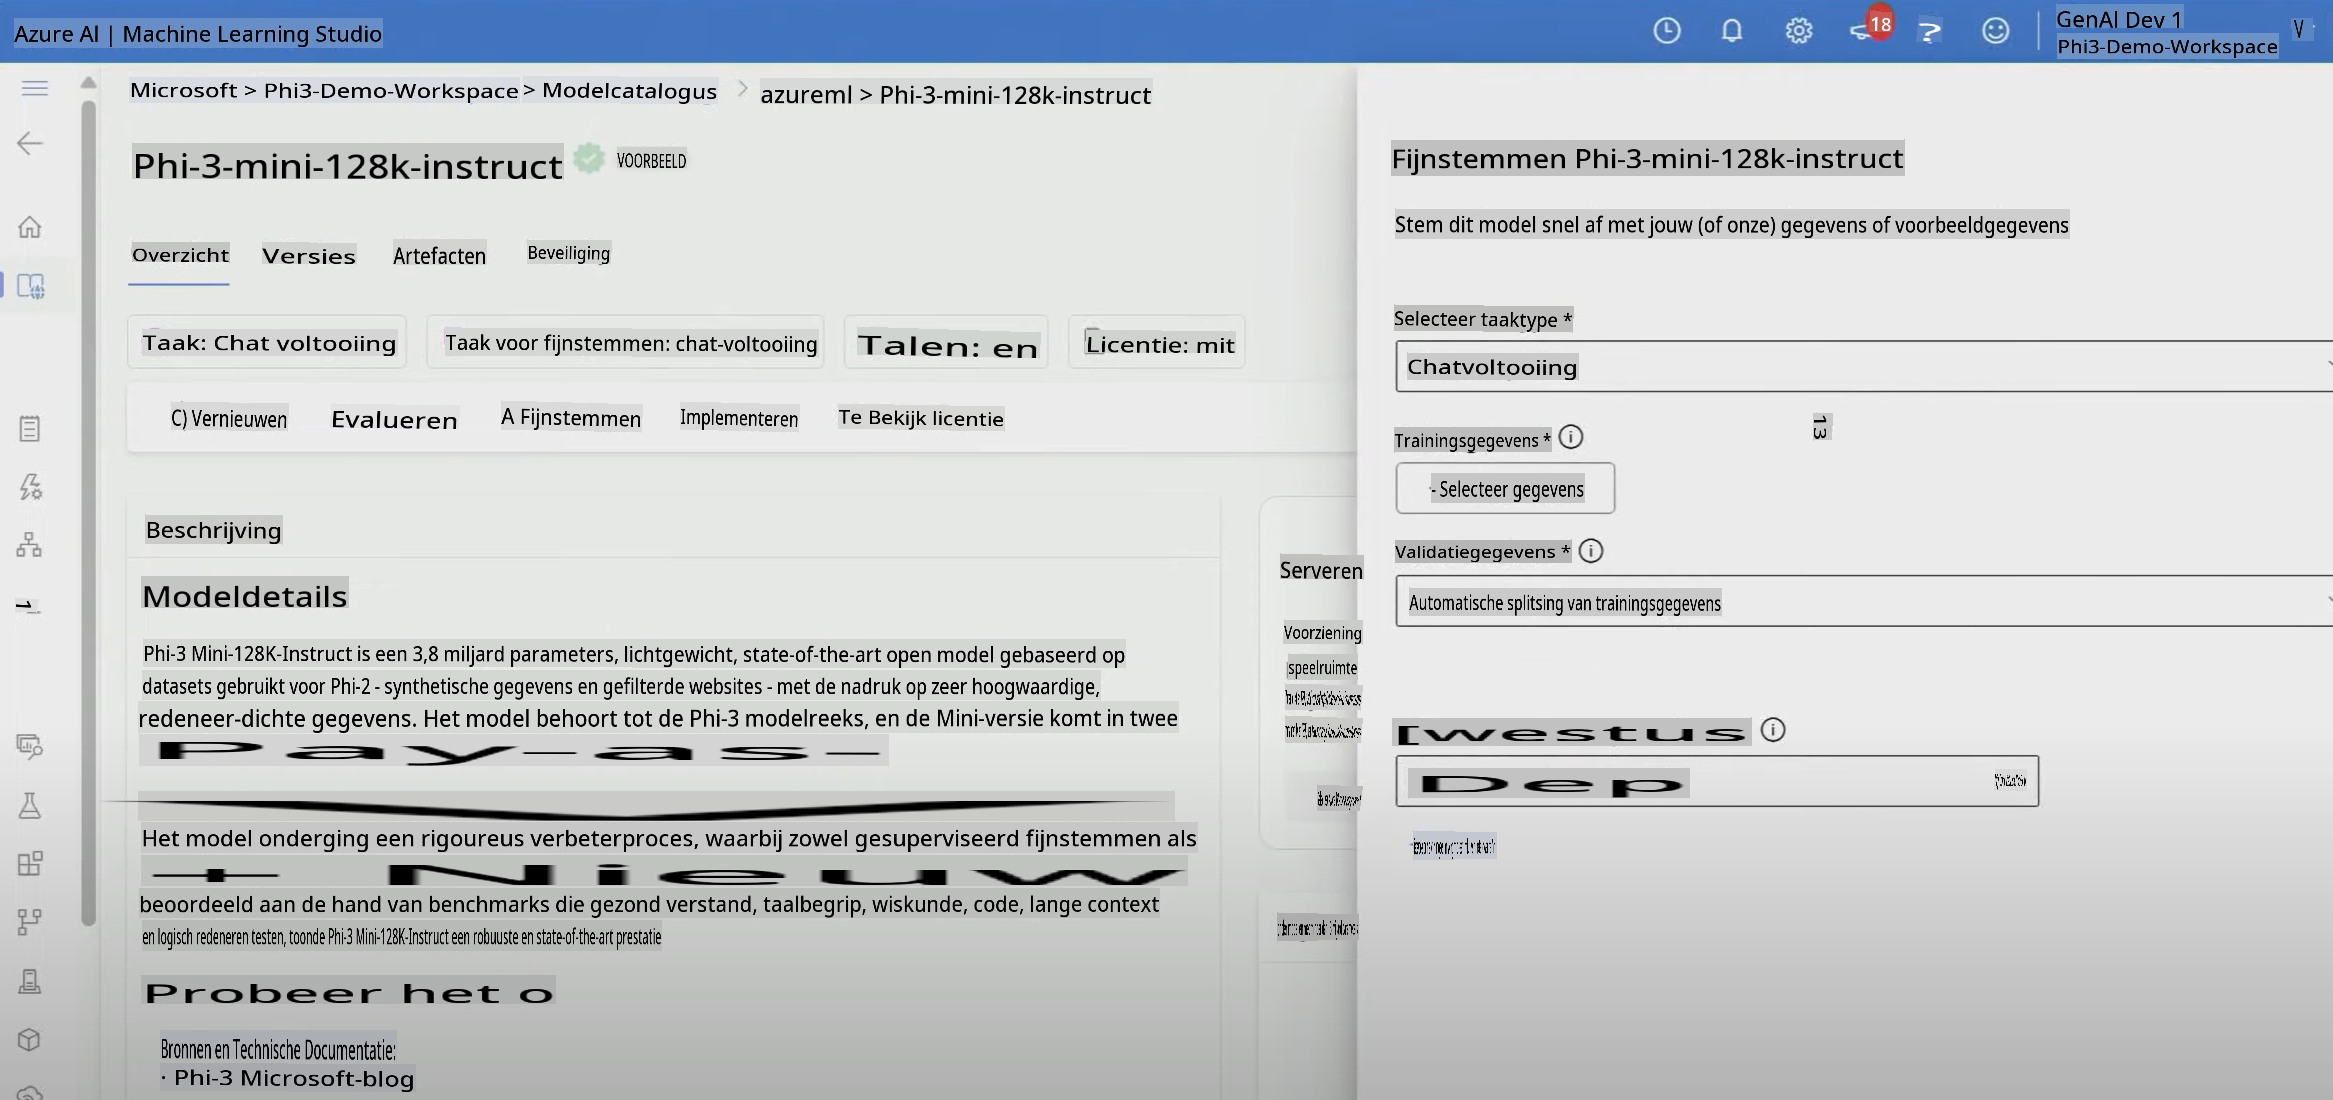 Azure AI | Machine Learning Studio
18
?
GenAI Dev 1
Phi3-Demo-Workspace
Microsoft > Phi3-Demo-Workspace > Modelcatalogus > azureml > Phi-3-mini-128k-instruct
Phi-3-mini-128k-instruct VOORBEELD
Overzicht Versies Artefacten Beveiliging
Taak: Chat voltooiing Taak voor fijnstemmen: chat-voltooiing Talen: en Licentie: mit
C) Vernieuwen Evalueren A Fijnstemmen Implementeren Te Bekijk licentie
Beschrijving
Modeldetails
Phi-3 Mini-128K-Instruct is een 3,8 miljard parameters, lichtgewicht, state-of-the-art open model gebaseerd op
datasets gebruikt voor Phi-2 - synthetische gegevens en gefilterde websites - met de nadruk op zeer hoogwaardige,
redeneer-dichte gegevens. Het model behoort tot de Phi-3 modelreeks, en de Mini-versie komt in twee
Pay-as-
Het model onderging een rigoureus verbeterproces, waarbij zowel gesuperviseerd fijnstemmen als
+ Nieuw
beoordeeld aan de hand van benchmarks die gezond verstand, taalbegrip, wiskunde, code, lange context
en logisch redeneren testen, toonde Phi-3 Mini-128K-Instruct een robuuste en state-of-the-art prestatie
Probeer het o
Bronnen en Technische Documentatie:
· Phi-3 Microsoft-blog
Serveren
Voorziening
speelruimte
Fijnstemmen Phi-3-mini-128k-instruct
Stem dit model snel af met jouw (of onze) gegevens of voorbeeldgegevens
Selecteer taaktype *
Chatvoltooiing
13
Trainingsgegevens *
- Selecteer gegevens
Validatiegegevens *
Automatische splitsing van trainingsgegevens
[westus
Dep